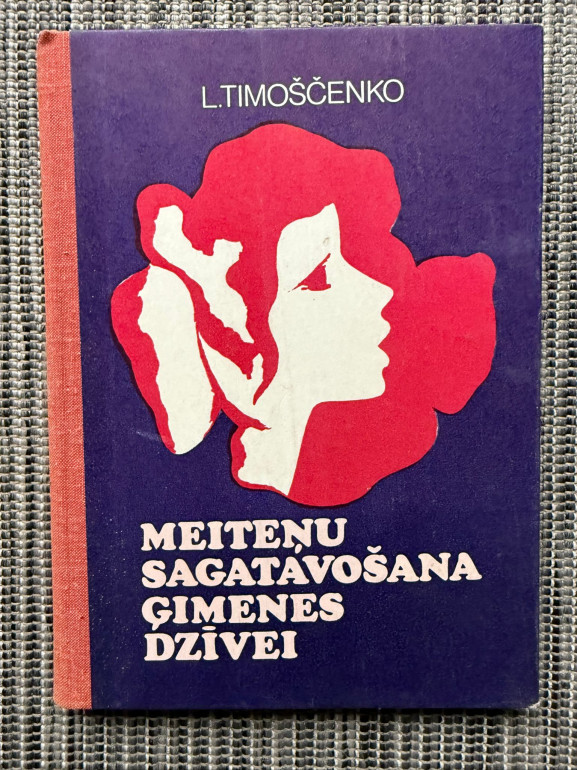 L.TIMOŠČENKO
MEITEŅU
SAGATAVOŠANA
ĢIMENES
DZĪVEI